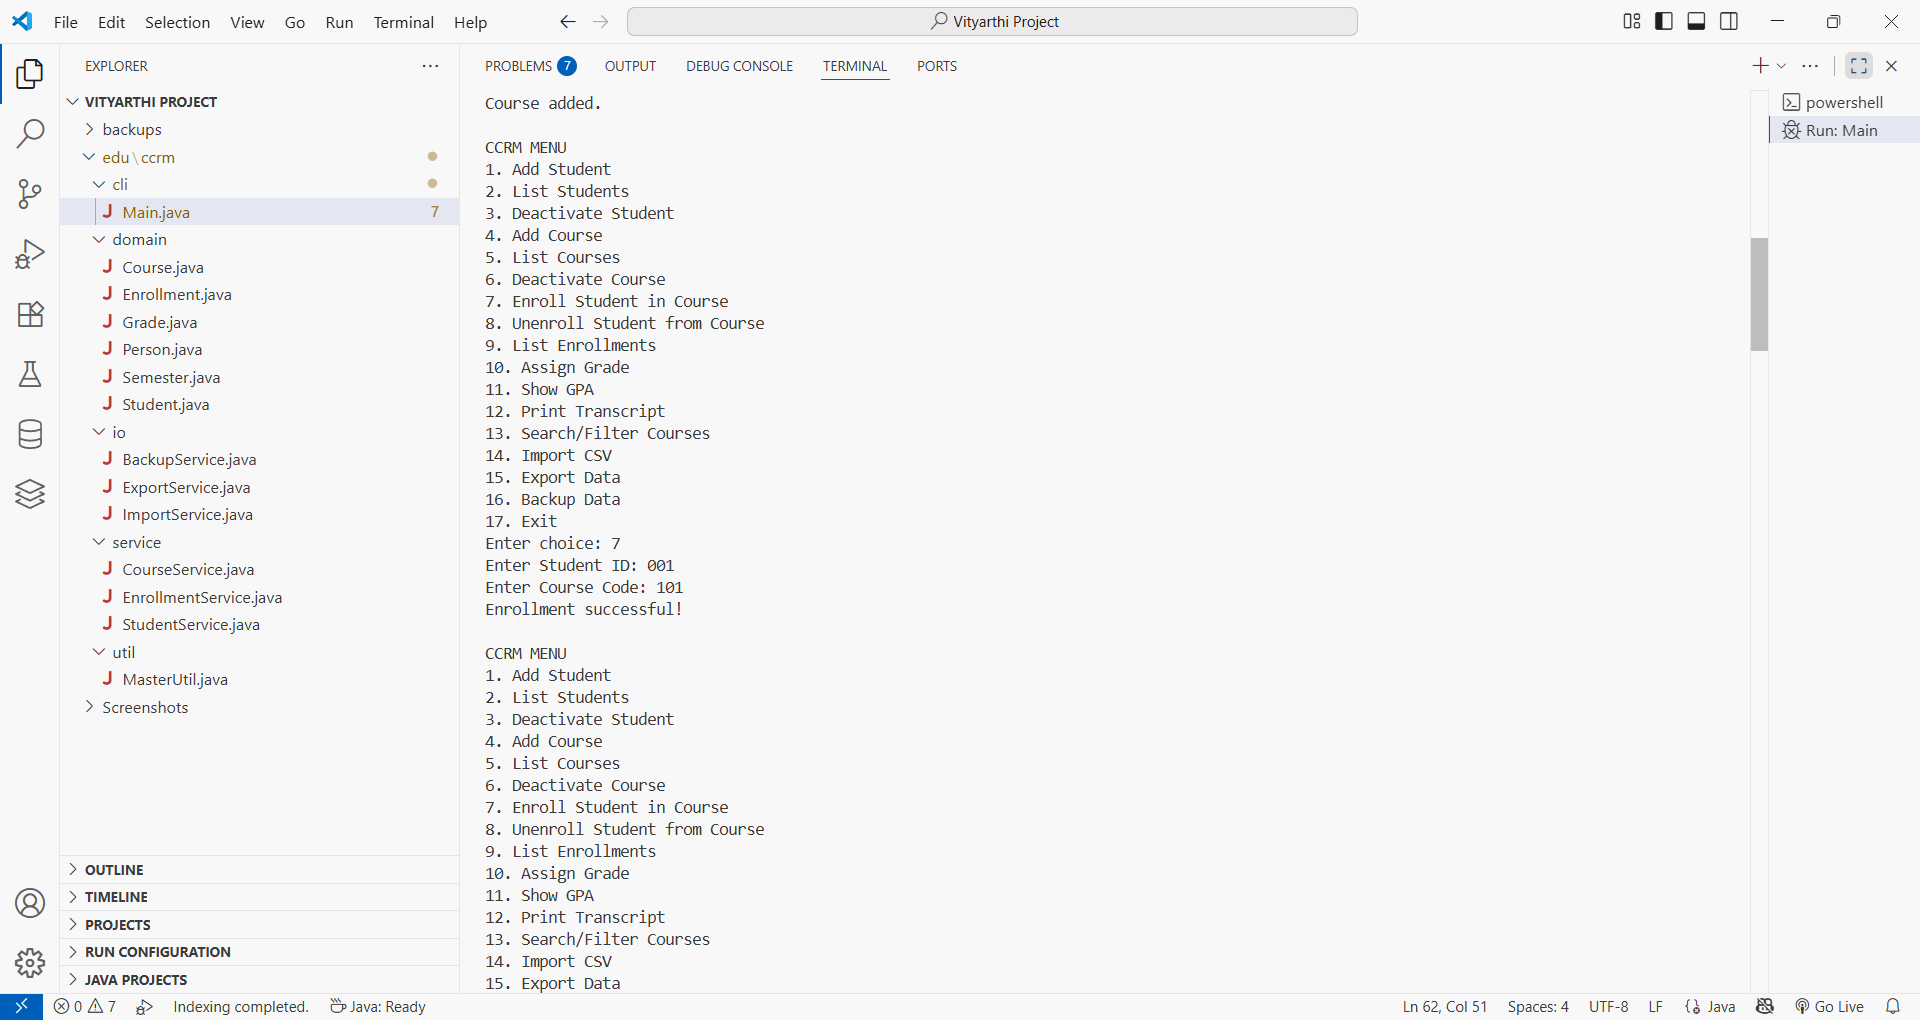 File Edit Selection View Go Run Terminal Help
Vityarthi Project
EXPLORER
VITYARTHI PROJECT
backups
edu\ccrm
cli
Main.java 7
domain
Course.java
Enrollment.java
Grade.java
Person.java
Semester.java
Student.java
io
BackupService.java
ExportService.java
ImportService.java
service
CourseService.java
EnrollmentService.java
StudentService.java
util
MasterUtil.java
Screenshots
OUTLINE
TIMELINE
PROJECTS
RUN CONFIGURATION
JAVA PROJECTS
PROBLEMS 7 OUTPUT DEBUG CONSOLE TERMINAL PORTS
Course added.
CCRM MENU
1. Add Student
2. List Students
3. Deactivate Student
4. Add Course
5. List Courses
6. Deactivate Course
7. Enroll Student in Course
8. Unenroll Student from Course
9. List Enrollments
10. Assign Grade
11. Show GPA
12. Print Transcript
13. Search/Filter Courses
14. Import CSV
15. Export Data
16. Backup Data
17. Exit
Enter choice: 7
Enter Student ID: 001
Enter Course Code: 101
Enrollment successful!
CCRM MENU
1. Add Student
2. List Students
3. Deactivate Student
4. Add Course
5. List Courses
6. Deactivate Course
7. Enroll Student in Course
8. Unenroll Student from Course
9. List Enrollments
10. Assign Grade
11. Show GPA
12. Print Transcript
13. Search/Filter Courses
14. Import CSV
15. Export Data
powershell
Run: Main
0 7 Indexing completed. Java: Ready
Ln 62, Col 51 Spaces: 4 UTF-8 LF Java Go Live